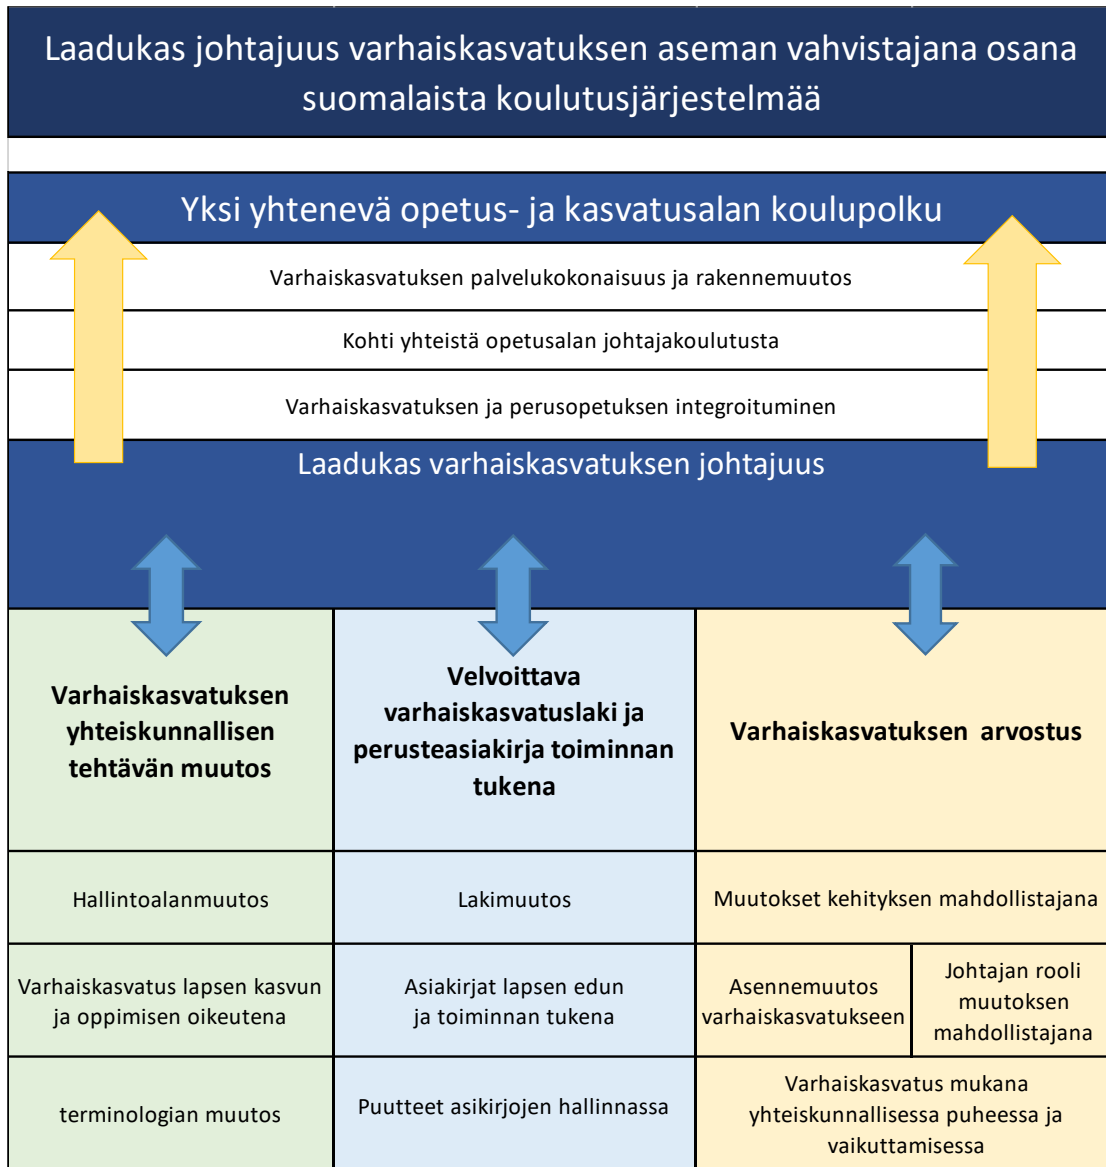 Laadukas johtajuus varhaiskasvatuksen aseman vahvistajana osana
suomalaista koulutusjärjestelmää
Yksi yhtenevä opetus- ja kasvatusalan koulupolku
Varhaiskasvatuksen palvelukokonaisuus ja rakennemuutos
Kohti yhteistä opetusalan johtajakoulutusta
Varhaiskasvatuksen ja perusopetuksen integroituminen
Laadukas varhaiskasvatuksen johtajuus
Varhaiskasvatuksen
yhteiskunnallisen
tehtävän muutos
Velvoittava
varhaiskasvatuslaki ja
perusteasiakirja toiminnan
tukena
Varhaiskasvatuksen arvostus
Hallintoalanmuutos
Lakimuutos
Muutokset kehityksen mahdollistajana
Varhaiskasvatus lapsen kasvun
ja oppimisen oikeutena
Asiakirjat lapsen edun
ja toiminnan tukena
Asennemuutos
varhaiskasvatukseen
Johtajan rooli
muutoksen
mahdollistajana
terminologian muutos
Puutteet asikirjojen hallinnassa
Varhaiskasvatus mukana
yhteiskunnallisessa puheessa ja
vaikuttamisessa